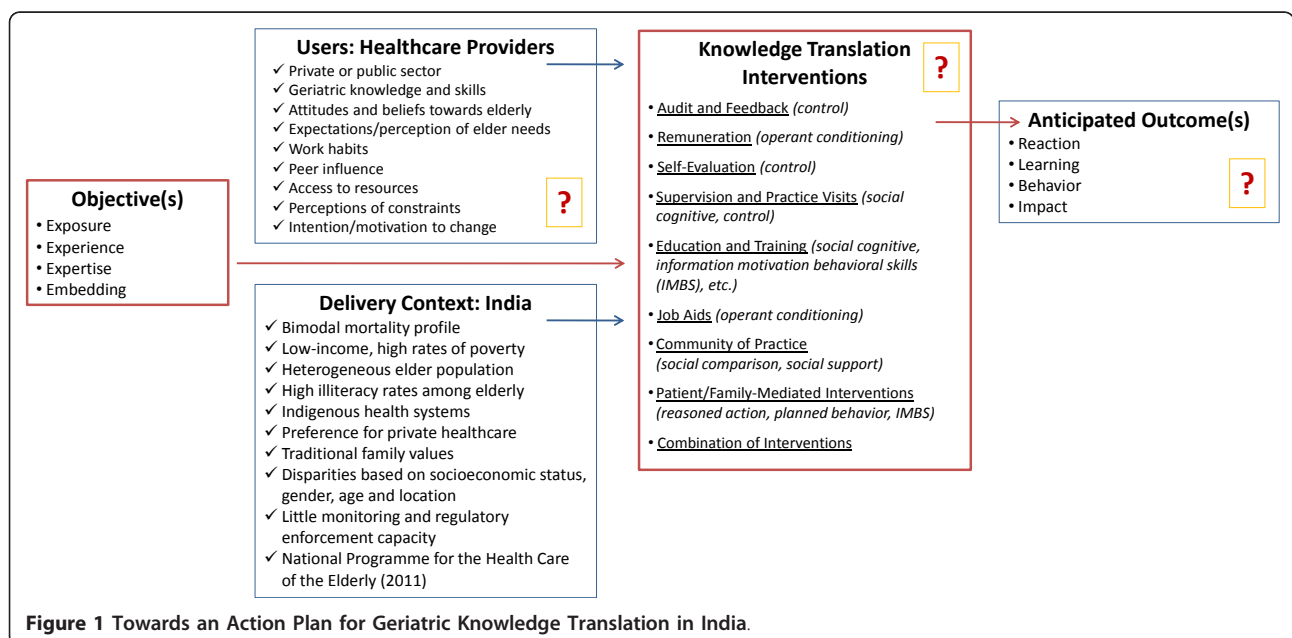 Objective(s)
• Exposure
• Experience
• Expertise
• Embedding
Users: Healthcare Providers
✓ Private or public sector
✓ Geriatric knowledge and skills
✓ Attitudes and beliefs towards elderly
✓ Expectations/perception of elder needs
✓ Work habits
✓ Peer influence
✓ Access to resources
✓ Perceptions of constraints
✓ Intention/motivation to change
?
Delivery Context: India
✓ Bimodal mortality profile
✓ Low-income, high rates of poverty
✓ Heterogeneous elder population
✓ High illiteracy rates among elderly
✓ Indigenous health systems
✓ Preference for private healthcare
✓ Traditional family values
✓ Disparities based on socioeconomic status,
gender, age and location
✓ Little monitoring and regulatory
enforcement capacity
✓ National Programme for the Health Care
of the Elderly (2011)
Knowledge Translation
Interventions
?
• Audit and Feedback (control)
• Remuneration (operant conditioning)
• Self-Evaluation (control)
• Supervision and Practice Visits (social
cognitive, control)
• Education and Training (social cognitive,
information motivation behavioral skills
(IMBS), etc.)
• Job Aids (operant conditioning)
• Community of Practice
(social comparison, social support)
• Patient/Family-Mediated Interventions
(reasoned action, planned behavior, IMBS)
• Combination of Interventions
Anticipated Outcome(s)
• Reaction
• Learning
• Behavior
• Impact
?
Figure 1 Towards an Action Plan for Geriatric Knowledge Translation in India.